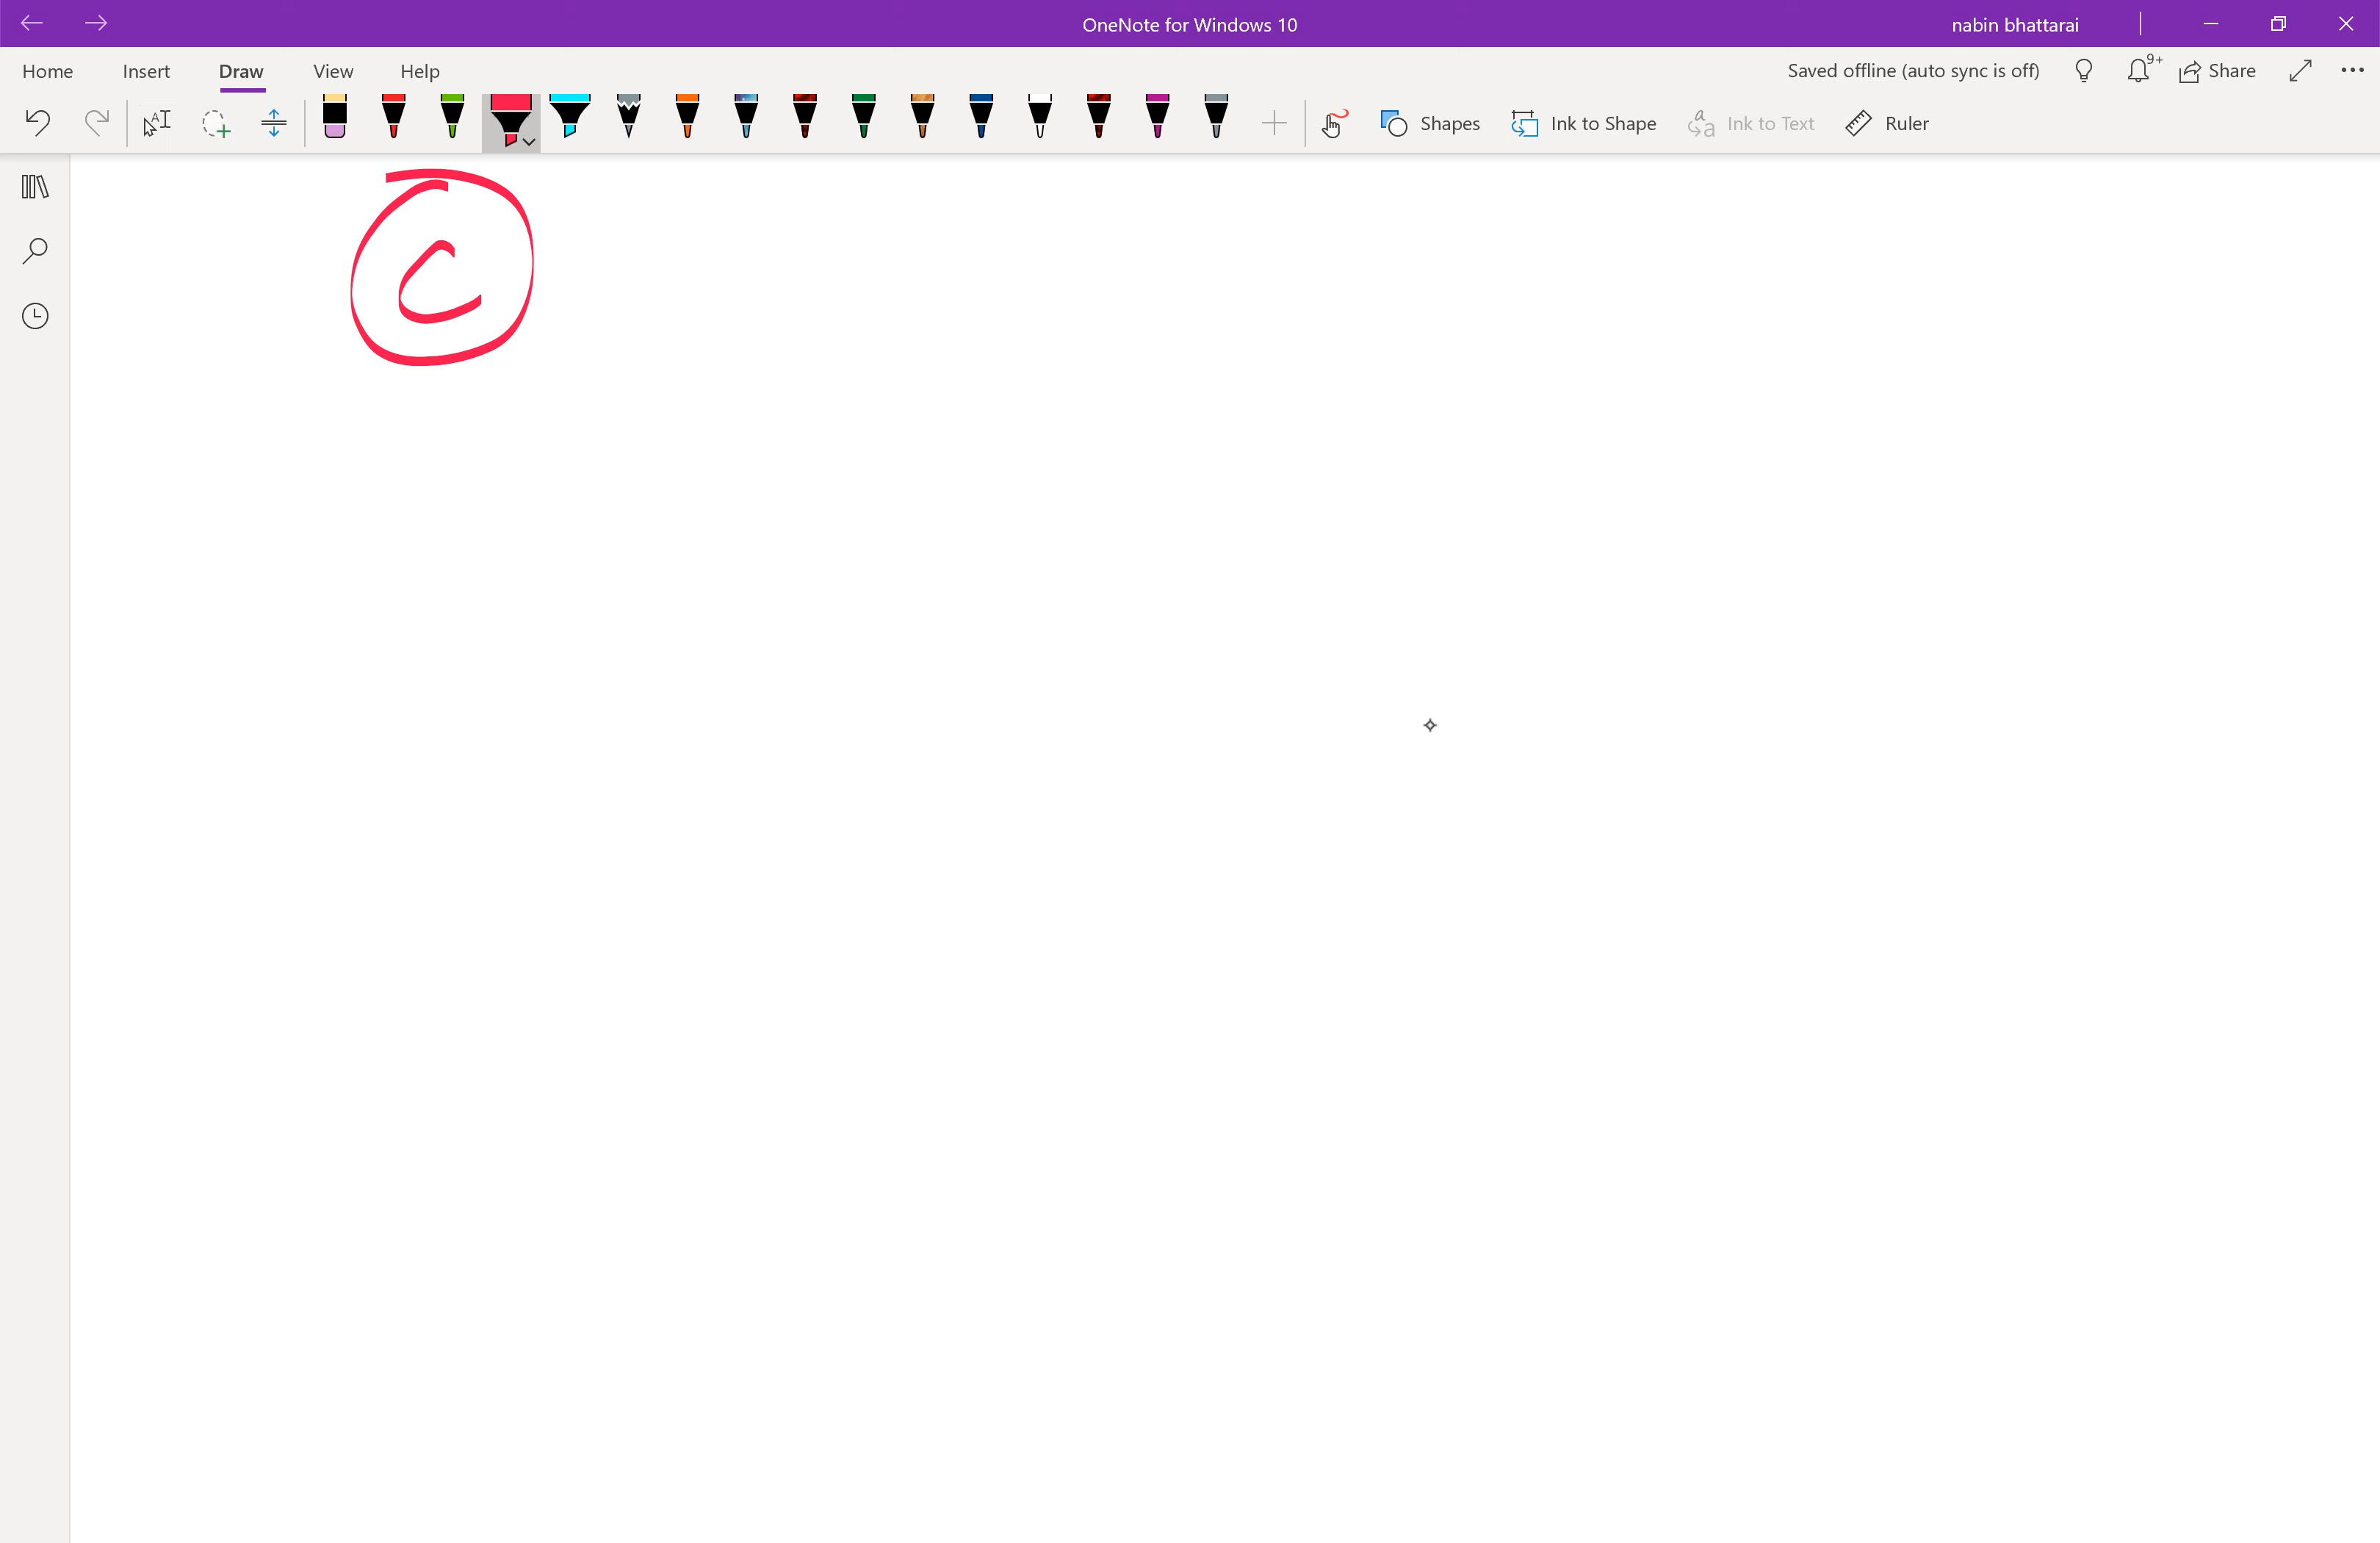 OneNote for Windows 10
nabin bhattarai
Home Insert Draw View Help
Saved offline (auto sync is off)
9+
Share
Shapes
Ink to Shape
Ink to Text
Ruler
C